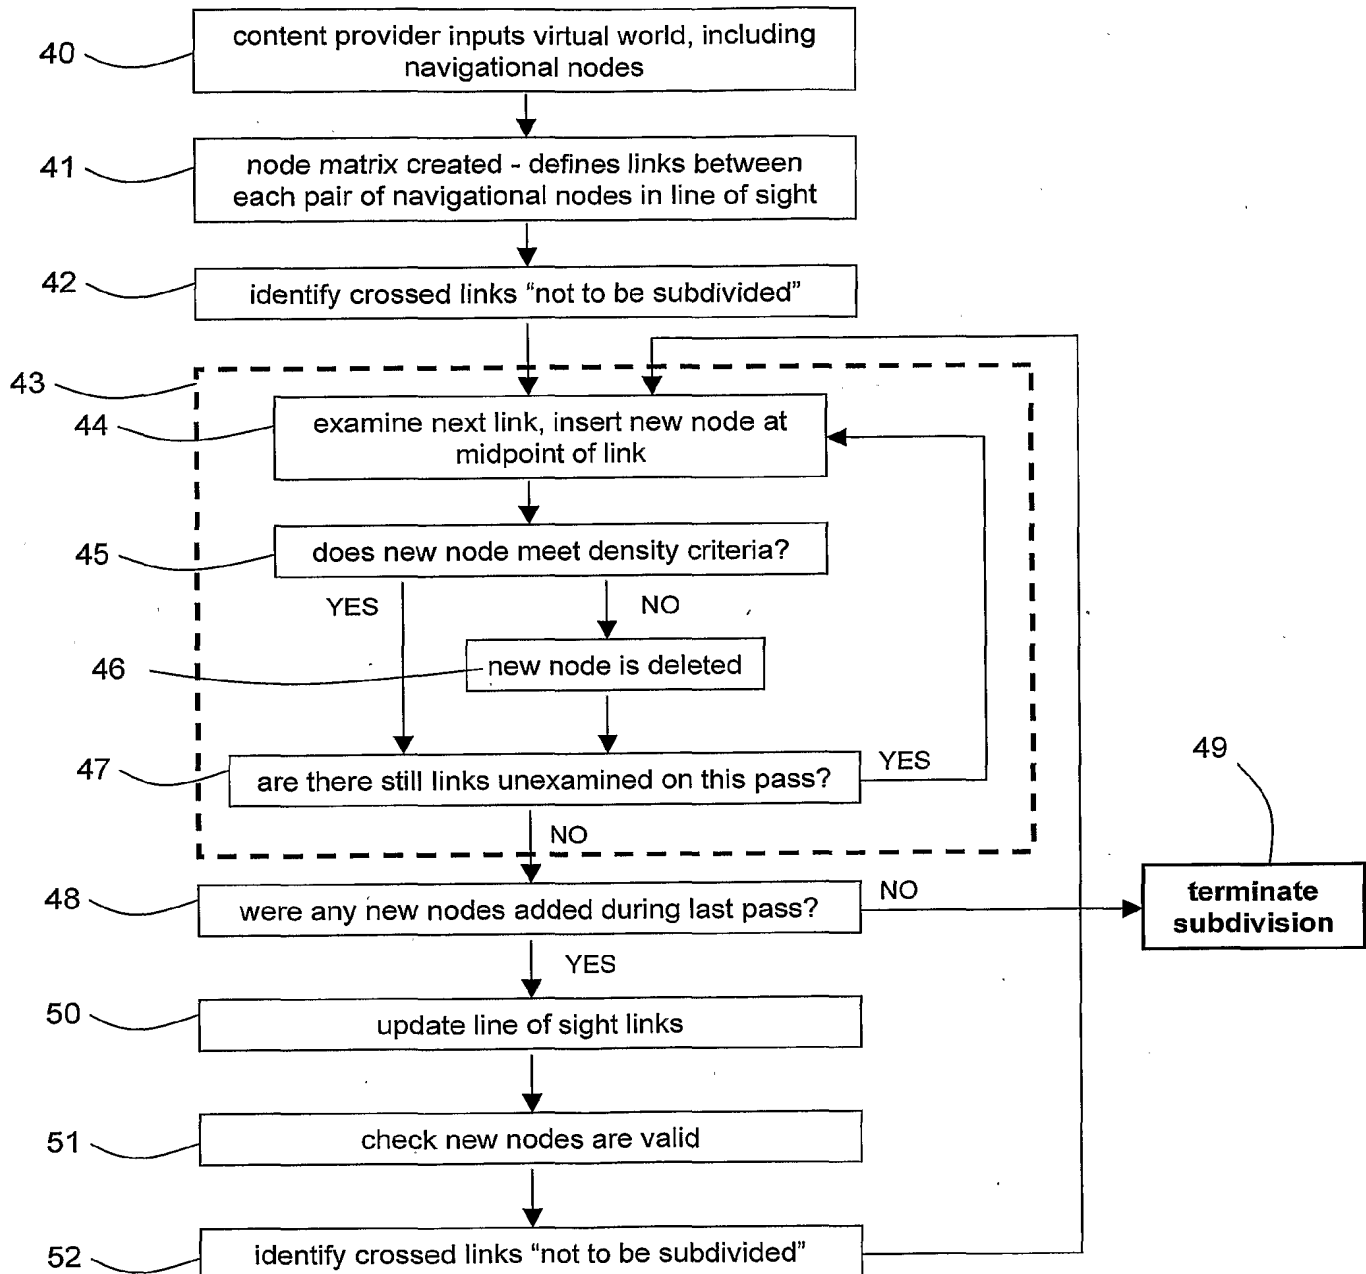 40
content provider inputs virtual world, including
navigational nodes
41
node matrix created - defines links between
each pair of navigational nodes in line of sight
42
identify crossed links “not to be subdivided”
43
44
examine next link, insert new node at
midpoint of link
45
does new node meet density criteria?
YES
NO
46
new node is deleted
47
are there still links unexamined on this pass?
YES
NO
48
were any new nodes added during last pass?
NO
49
terminate
subdivision
YES
50
update line of sight links
51
check new nodes are valid
52
identify crossed links “not to be subdivided”